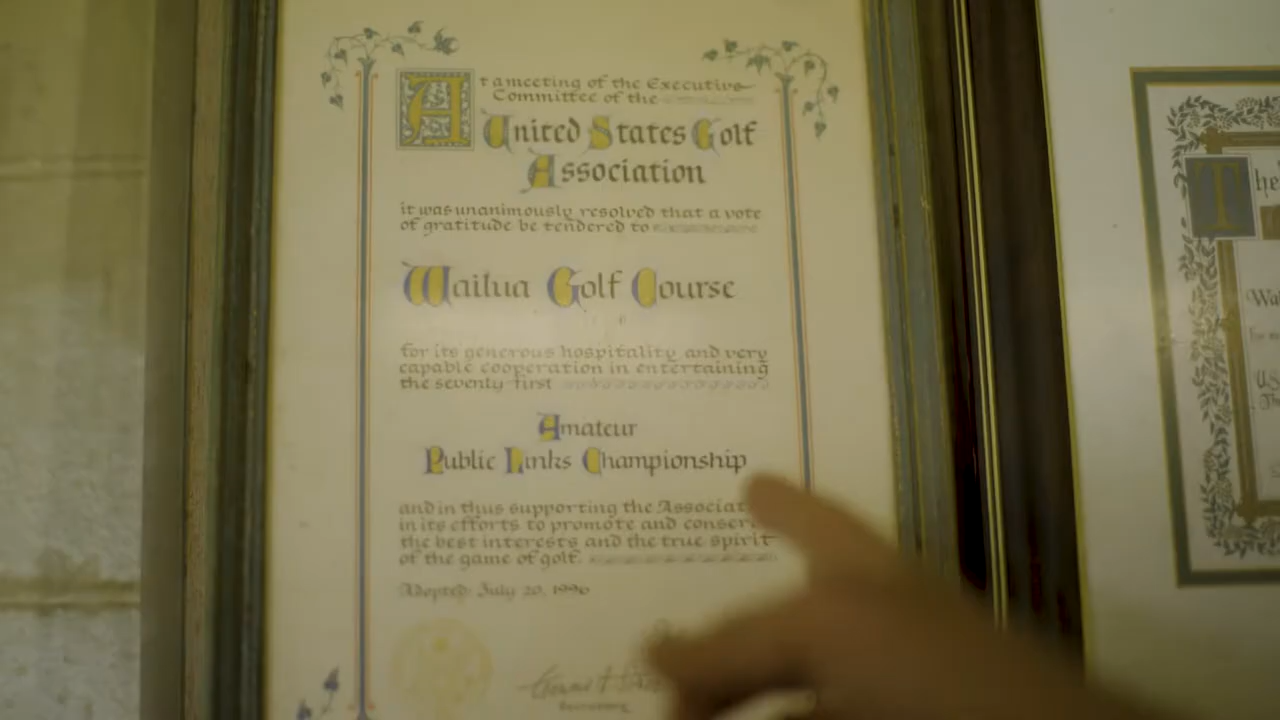 At a meeting of the Executive
Committee of the
United States Golf
Association
it was unanimously resolved that a vote
of gratitude be tendered to
Wailua Golf Course
for its generous hospitality and very
capable cooperation in entertaining
the seventy first
Amateur
Public Links Championship
and in thus supporting the
in its efforts to promote and
the best interests and the true spirit
of the game of golf.
Adopted July 20, 1996
Secretary
The